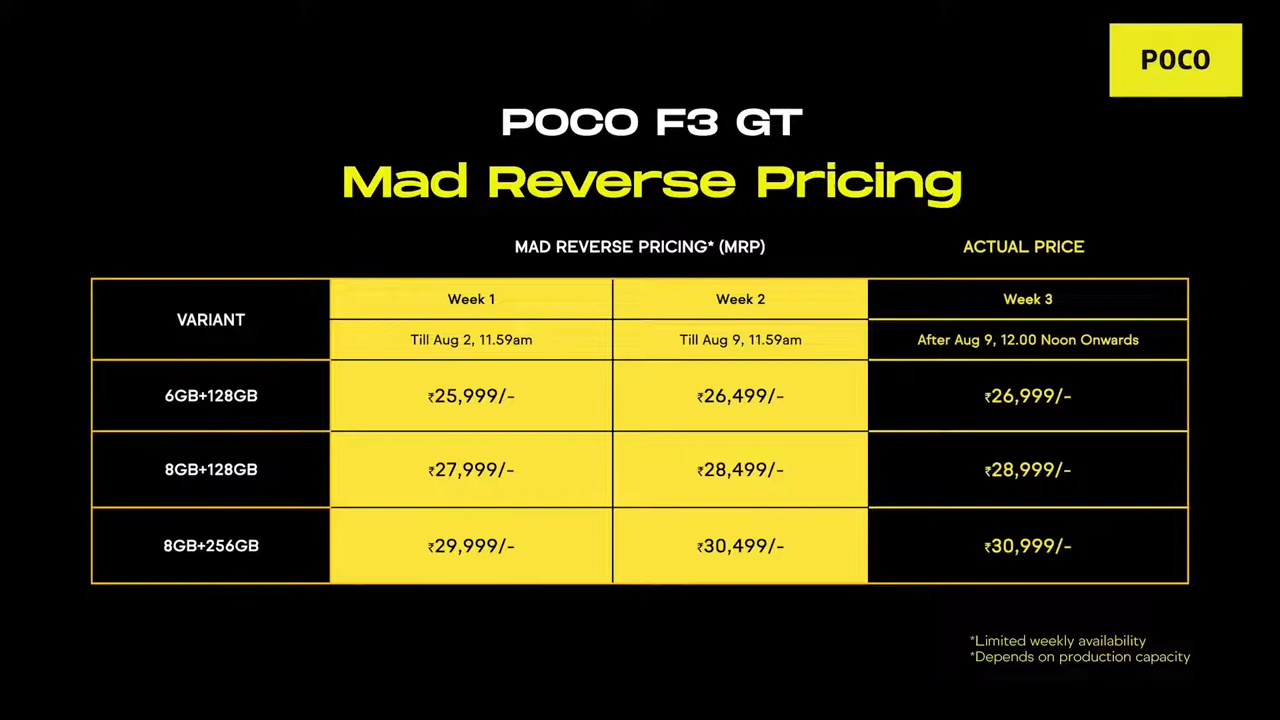 POCO
POCO F3 GT
Mad Reverse Pricing
MAD REVERSE PRICING* (MRP) ACTUAL PRICE
VARIANT
Week 1 Week 2 Week 3
Till Aug 2, 11.59am Till Aug 9, 11.59am After Aug 9, 12.00 Noon Onwards
6GB+128GB ₹25,999/- ₹26,499/- ₹26,999/-
8GB+128GB ₹27,999/- ₹28,499/- ₹28,999/-
8GB+256GB ₹29,999/- ₹30,499/- ₹30,999/-
*Limited weekly availability
*Depends on production capacity